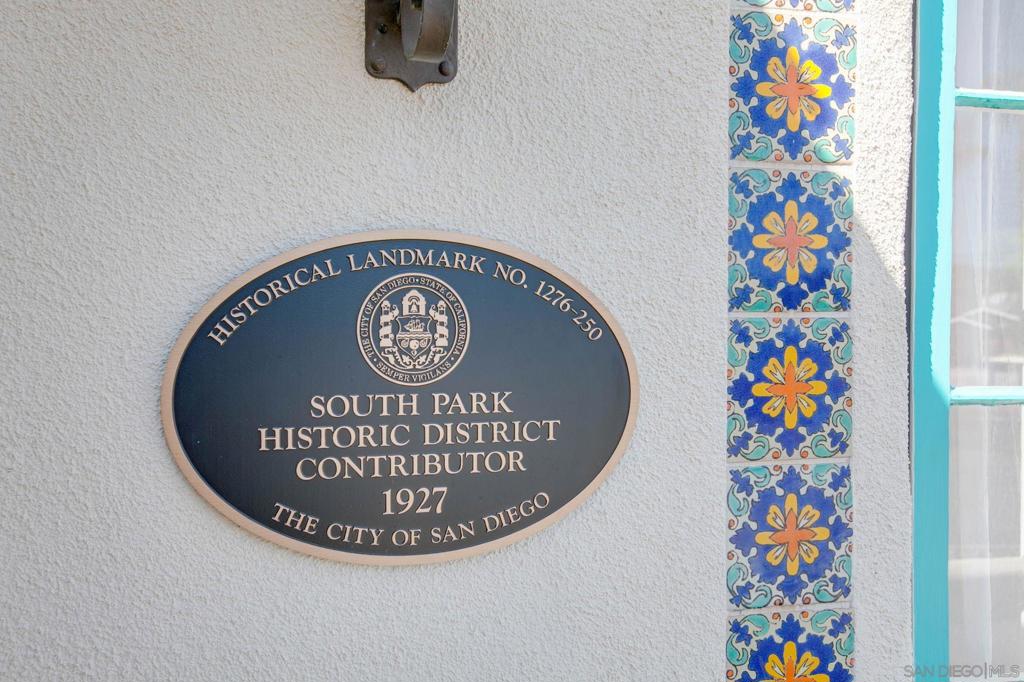 HISTORICAL LANDMARK NO. 1276-250
THE CITY OF SAN DIEGO • STATE OF CALIFORNIA
• SEMPER VIGILANS •
SOUTH PARK
HISTORIC DISTRICT
CONTRIBUTOR
1927
THE CITY OF SAN DIEGO
SAN DIEGO|MLS